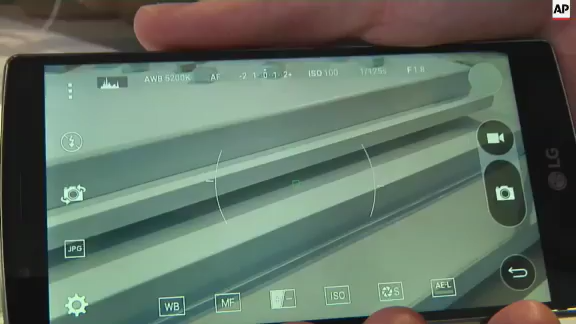 AP
AWB 5200K AF -2 -1 0 1 2+ ISO 100 1/125s F1.8
LG
JPG
WB MF +/- ISO S AE-L